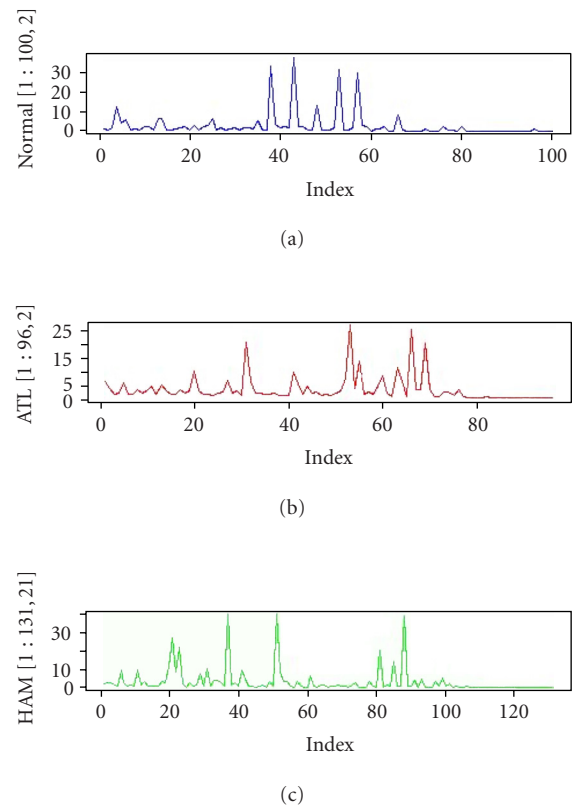 Normal [1 : 100, 2]
30
20
10
0
0 20 40 60 80 100
Index
(a)
ATL [1 : 96, 2]
25
15
5
0
20 40 60 80
Index
(b)
HAM [1 : 131, 21]
30
10
0
0 20 40 60 80 100 120
Index
(c)